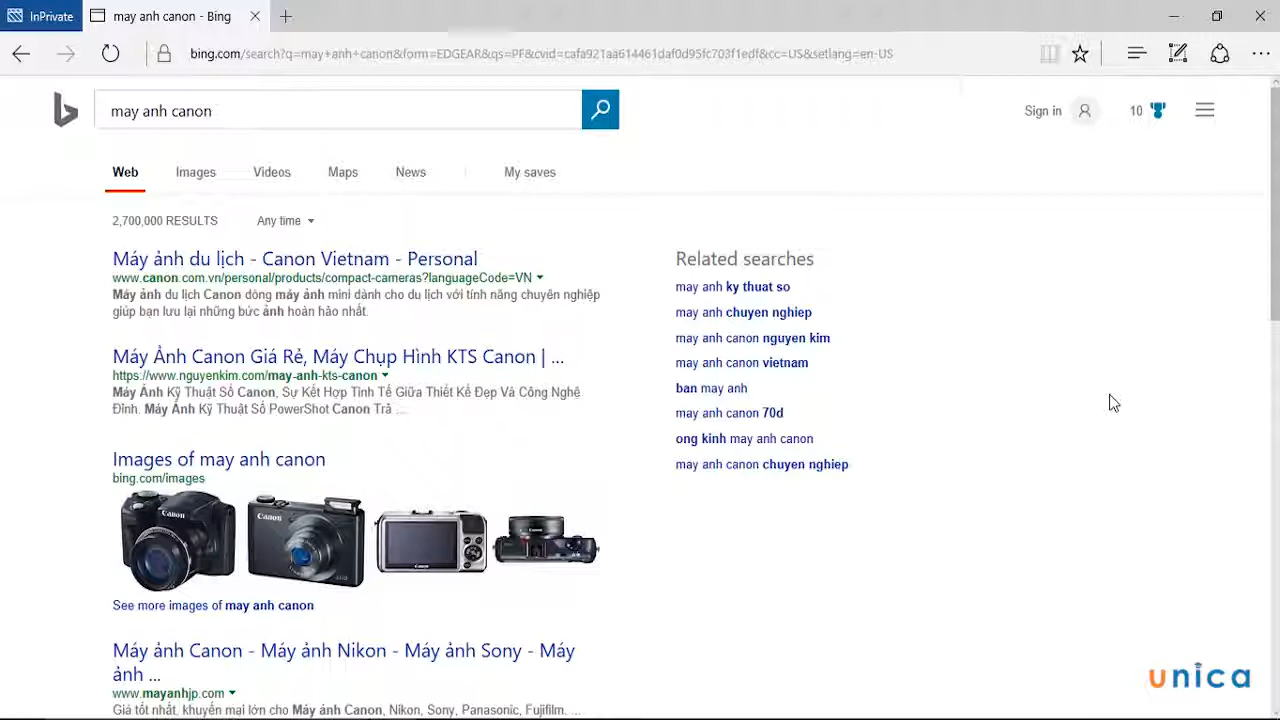 InPrivate
may anh canon - Bing
bing.com/search?q=may+anh+canon&form=EDGEAR&qs=PF&cvid=cafa921aa614461daf0d95fc703f1edf&cc=US&setlang=en-US
may anh canon
Sign in
10
Web
Images
Videos
Maps
News
My saves
2,700,000 RESULTS
Any time
Máy ảnh du lịch - Canon Vietnam - Personal
www.canon.com.vn/personal/products/compact-cameras?languageCode=VN
Máy ảnh du lịch Canon dòng máy ảnh mini dành cho du lịch với tính năng chuyên nghiệp
giúp bạn lưu lại những bức ảnh hoàn hảo nhất.
Máy Ảnh Canon Giá Rẻ, Máy Chụp Hình KTS Canon | ...
https://www.nguyenkim.com/may-anh-kts-canon
Máy Ảnh Kỹ Thuật Số Canon, Sự Kết Hợp Tinh Tế Giữa Thiết Kế Đẹp Và Công Nghệ
Đỉnh. Máy Ảnh Kỹ Thuật Số PowerShot Canon Trả ...
Images of may anh canon
bing.com/images
Canon
Canon
Canon
See more images of may anh canon
Máy ảnh Canon - Máy ảnh Nikon - Máy ảnh Sony - Máy
ảnh ...
www.mayanhjp.com
Giá tốt nhất, khuyến mại lớn cho Máy ảnh Canon, Nikon, Sony, Panasonic, Fujifilm. ...
Related searches
may anh ky thuat so
may anh chuyen nghiep
may anh canon nguyen kim
may anh canon vietnam
ban may anh
may anh canon 70d
ong kinh may anh canon
may anh canon chuyen nghiep
unica